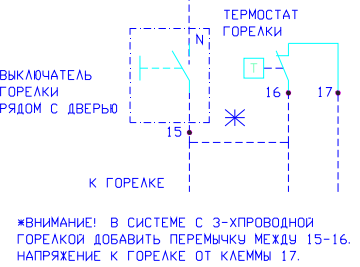 ТЕРМОСТАТ
ГОРЕЛКИ
N
ВЫКЛЮЧАТЕЛЬ
ГОРЕЛКИ
РЯДОМ С ДВЕРЬЮ
T
16
17
15
К ГОРЕЛКЕ
*ВНИМАНИЕ! В СИСТЕМЕ С 3-ХПРОВОДНОЙ
ГОРЕЛКОЙ ДОБАВИТЬ ПЕРЕМЫЧКУ МЕЖДУ 15-16.
НАПРЯЖЕНИЕ К ГОРЕЛКЕ ОТ КЛЕММЫ 17.